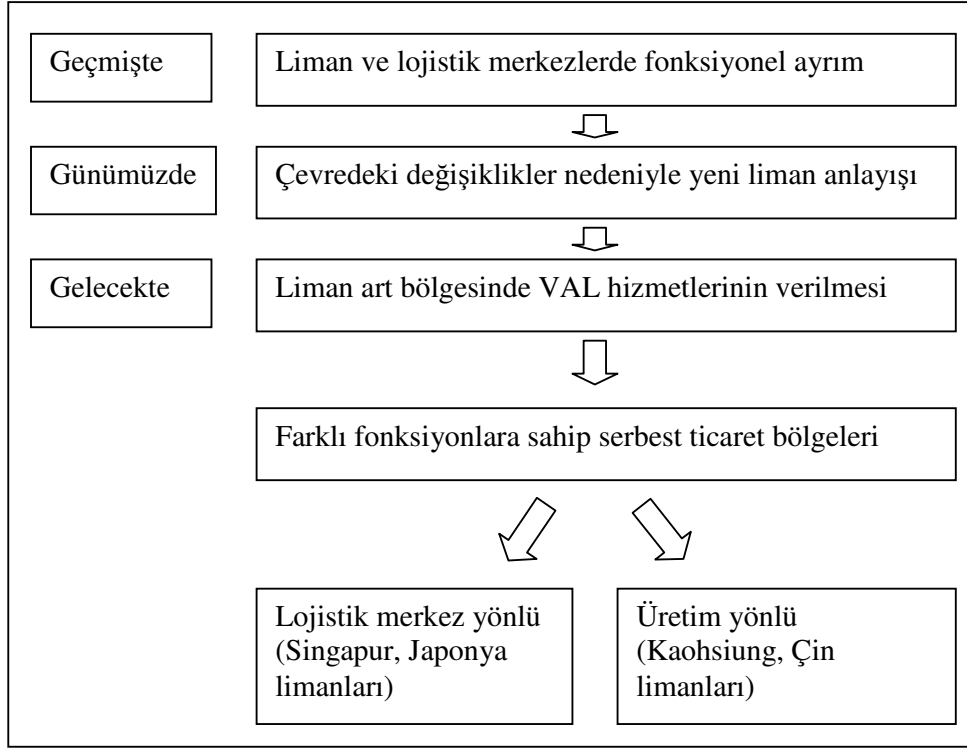 Geçmişte
Liman ve lojistik merkezlerde fonksiyonel ayrım
Günümüzde
Çevredeki değişiklikler nedeniyle yeni liman anlayışı
Gelecekte
Liman art bölgesinde VAL hizmetlerinin verilmesi
Farklı fonksiyonlara sahip serbest ticaret bölgeleri
Lojistik merkez yönlü
(Singapur, Japonya
limanları)
Üretim yönlü
(Kaohsiung, Çin
limanları)